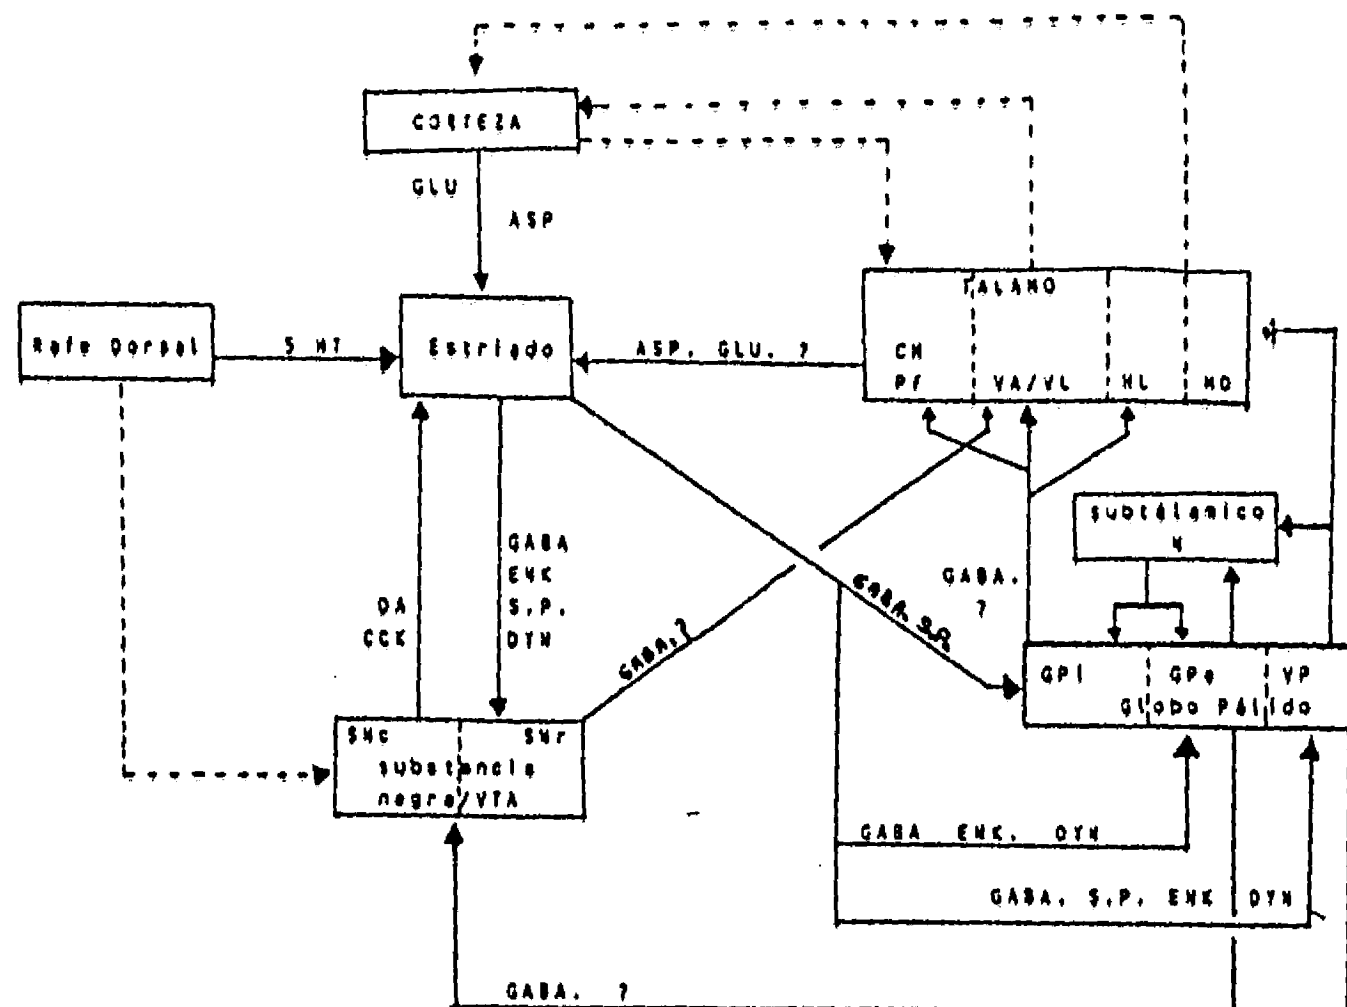 CORTEZA
GLU
ASP
TALAMO
Rafe Dorsal
5 HT
Estriado
ASP. GLU. ?
CM
Pf
VA/VL
HL
MD
subtálamico
N
GABA
ENK
S.P.
DYN
DA
CCK
GABA, ?
GABA. S.P.
GABA.
?
GPi
GPe
VP
Globo Pálido
SNc
SNr
substancia
negra/VTA
GABA ENK. DYN
GABA. S.P. ENK DYN
GABA. ?